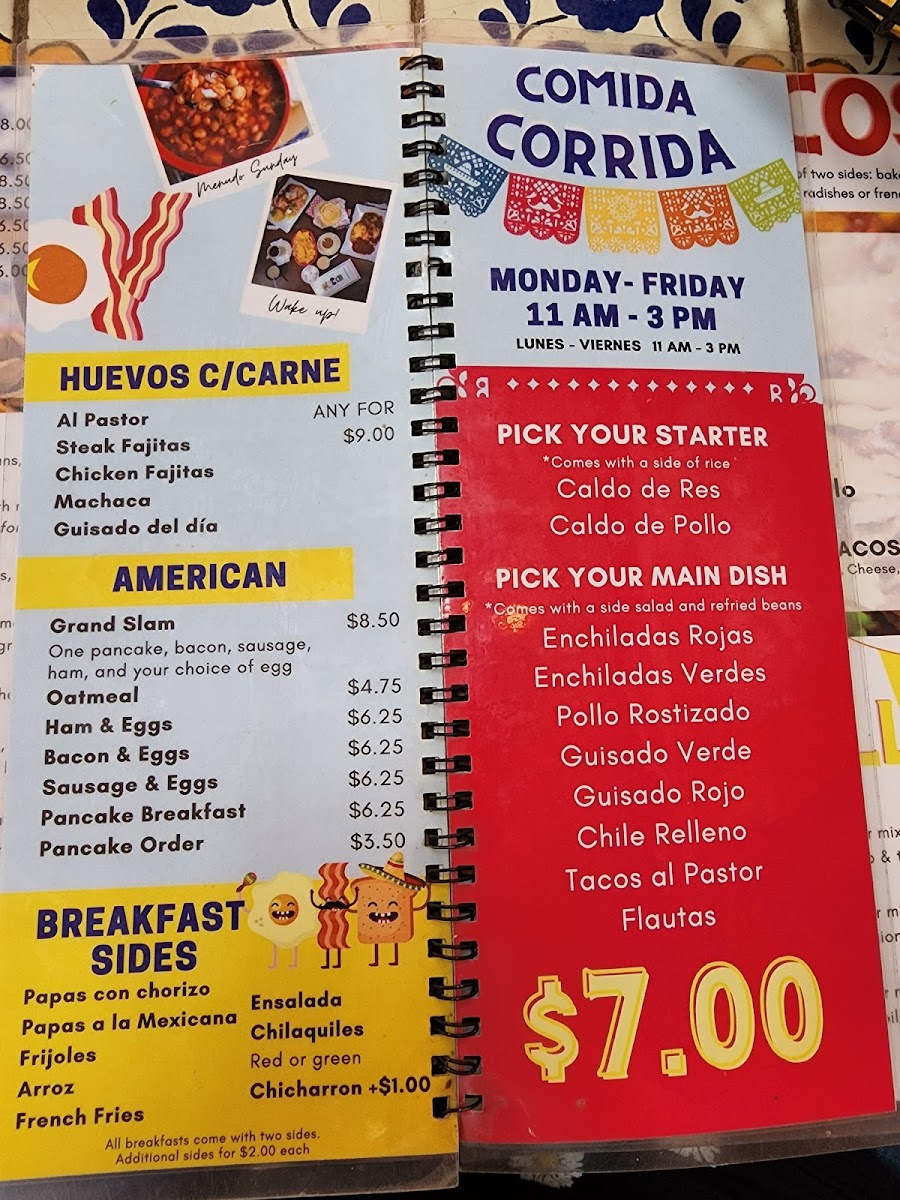 Menudo Sunday
Wake up!
HUEVOS C/CARNE
ANY FOR
$9.00
Al Pastor
Steak Fajitas
Chicken Fajitas
Machaca
Guisado del día
AMERICAN
Grand Slam $8.50
One pancake, bacon, sausage,
ham, and your choice of egg
Oatmeal $4.75
Ham & Eggs $6.25
Bacon & Eggs $6.25
Sausage & Eggs $6.25
Pancake Breakfast $6.25
Pancake Order $3.50
BREAKFAST
SIDES
Papas con chorizo
Papas a la Mexicana
Frijoles
Arroz
French Fries
Ensalada
Chilaquiles
Red or green
Chicharron +$1.00
All breakfasts come with two sides.
Additional sides for $2.00 each
COMIDA
CORRIDA
MONDAY- FRIDAY
11 AM - 3 PM
LUNES - VIERNES 11 AM - 3 PM
PICK YOUR STARTER
*Comes with a side of rice
Caldo de Res
Caldo de Pollo
PICK YOUR MAIN DISH
*Comes with a side salad and refried beans
Enchiladas Rojas
Enchiladas Verdes
Pollo Rostizado
Guisado Verde
Guisado Rojo
Chile Relleno
Tacos al Pastor
Flautas
$7.00
of two sides:
radishes or
ACOS
Cheese,